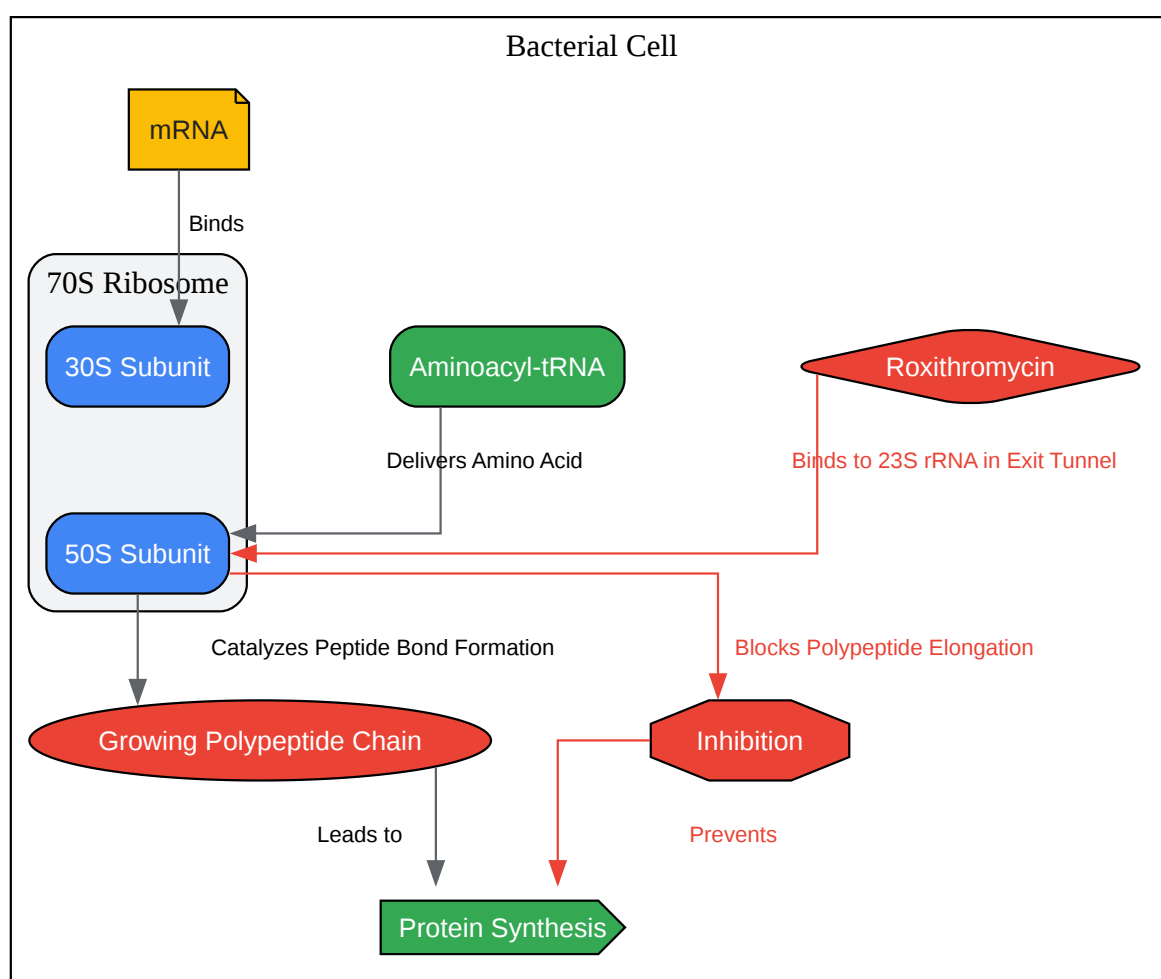 Bacterial Cell
mRNA
Binds
70S Ribosome
30S Subunit
Aminoacyl-tRNA
Roxithromycin
Delivers Amino Acid
Binds to 23S rRNA in Exit Tunnel
50S Subunit
Catalyzes Peptide Bond Formation
Blocks Polypeptide Elongation
Growing Polypeptide Chain
Inhibition
Leads to
Prevents
Protein Synthesis